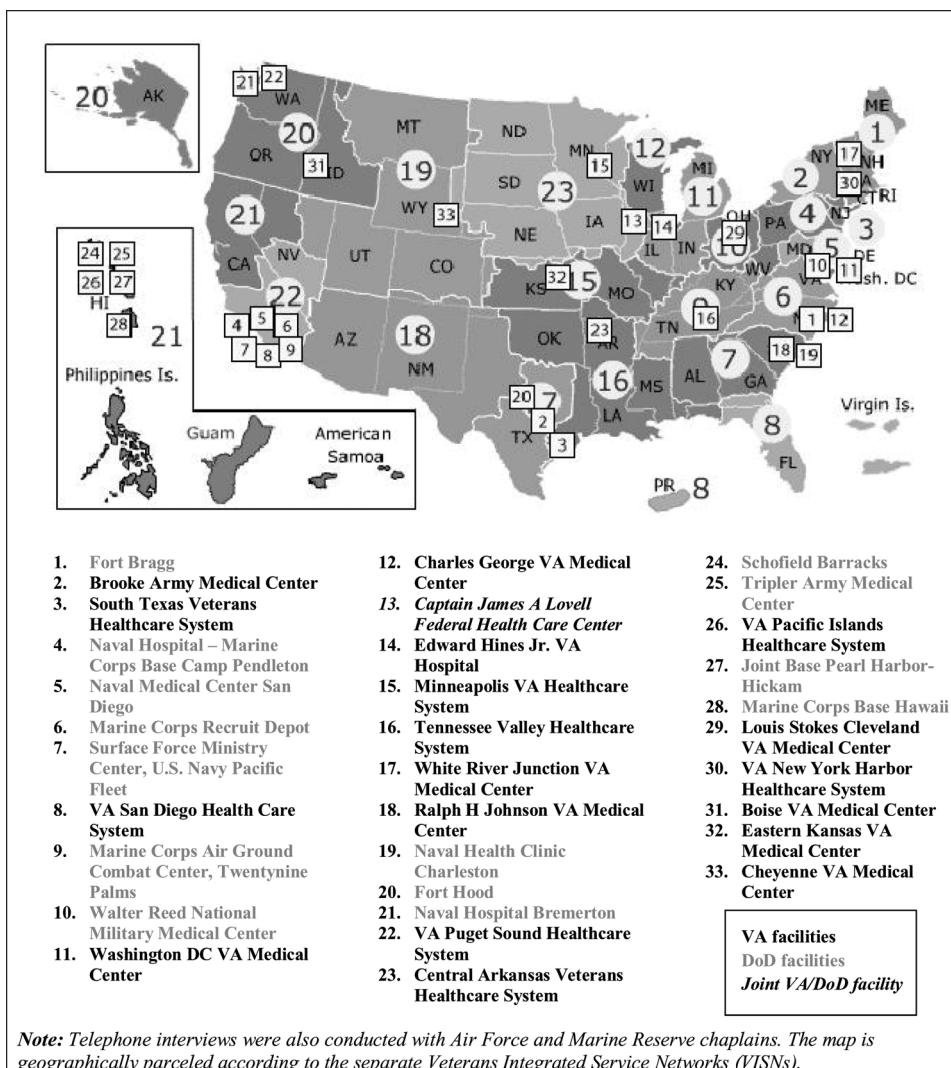 20
AK
21
22
WA
20
OR
31
ID
MT
19
WY
33
ND
SD
23
NE
MN
15
IA
12
WI
MI
11
13
14
IL
IN
OH
29
10
ME
1
NY
17
NH
2
30
RI
CT
PA
4
NJ
3
DE
MD
5
10
11
sh. DC
WV
VA
6
1
12
21
CA
NV
22
UT
CO
KS
32
15
MO
KY
TN
16
4
5
6
7
8
9
AZ
18
NM
OK
23
AR
16
MS
AL
7
GA
18
19
LA
TX
20
2
3
8
FL
Virgin Is.
PR
8
24
25
26
27
HI
28
21
Philippines Is.
Guam
American
Samoa
1. Fort Bragg
2. Brooke Army Medical Center
3. South Texas Veterans
Healthcare System
4. Naval Hospital – Marine
Corps Base Camp Pendleton
5. Naval Medical Center San
Diego
6. Marine Corps Recruit Depot
7. Surface Force Ministry
Center, U.S. Navy Pacific
Fleet
8. VA San Diego Health Care
System
9. Marine Corps Air Ground
Combat Center, Twentynine
Palms
10. Walter Reed National
Military Medical Center
11. Washington DC VA Medical
Center
12. Charles George VA Medical
Center
13. Captain James A Lovell
Federal Health Care Center
14. Edward Hines Jr. VA
Hospital
15. Minneapolis VA Healthcare
System
16. Tennessee Valley Healthcare
System
17. White River Junction VA
Medical Center
18. Ralph H Johnson VA Medical
Center
19. Naval Health Clinic
Charleston
20. Fort Hood
21. Naval Hospital Bremerton
22. VA Puget Sound Healthcare
System
23. Central Arkansas Veterans
Healthcare System
24. Schofield Barracks
25. Tripler Army Medical
Center
26. VA Pacific Islands
Healthcare System
27. Joint Base Pearl Harbor-
Hickam
28. Marine Corps Base Hawaii
29. Louis Stokes Cleveland
VA Medical Center
30. VA New York Harbor
Healthcare System
31. Boise VA Medical Center
32. Eastern Kansas VA
Medical Center
33. Cheyenne VA Medical
Center
VA facilities
DoD facilities
Joint VA/DoD facility
Note: Telephone interviews were also conducted with Air Force and Marine Reserve chaplains. The map is
geographically parceled according to the separate Veterans Integrated Service Networks (VISNs).